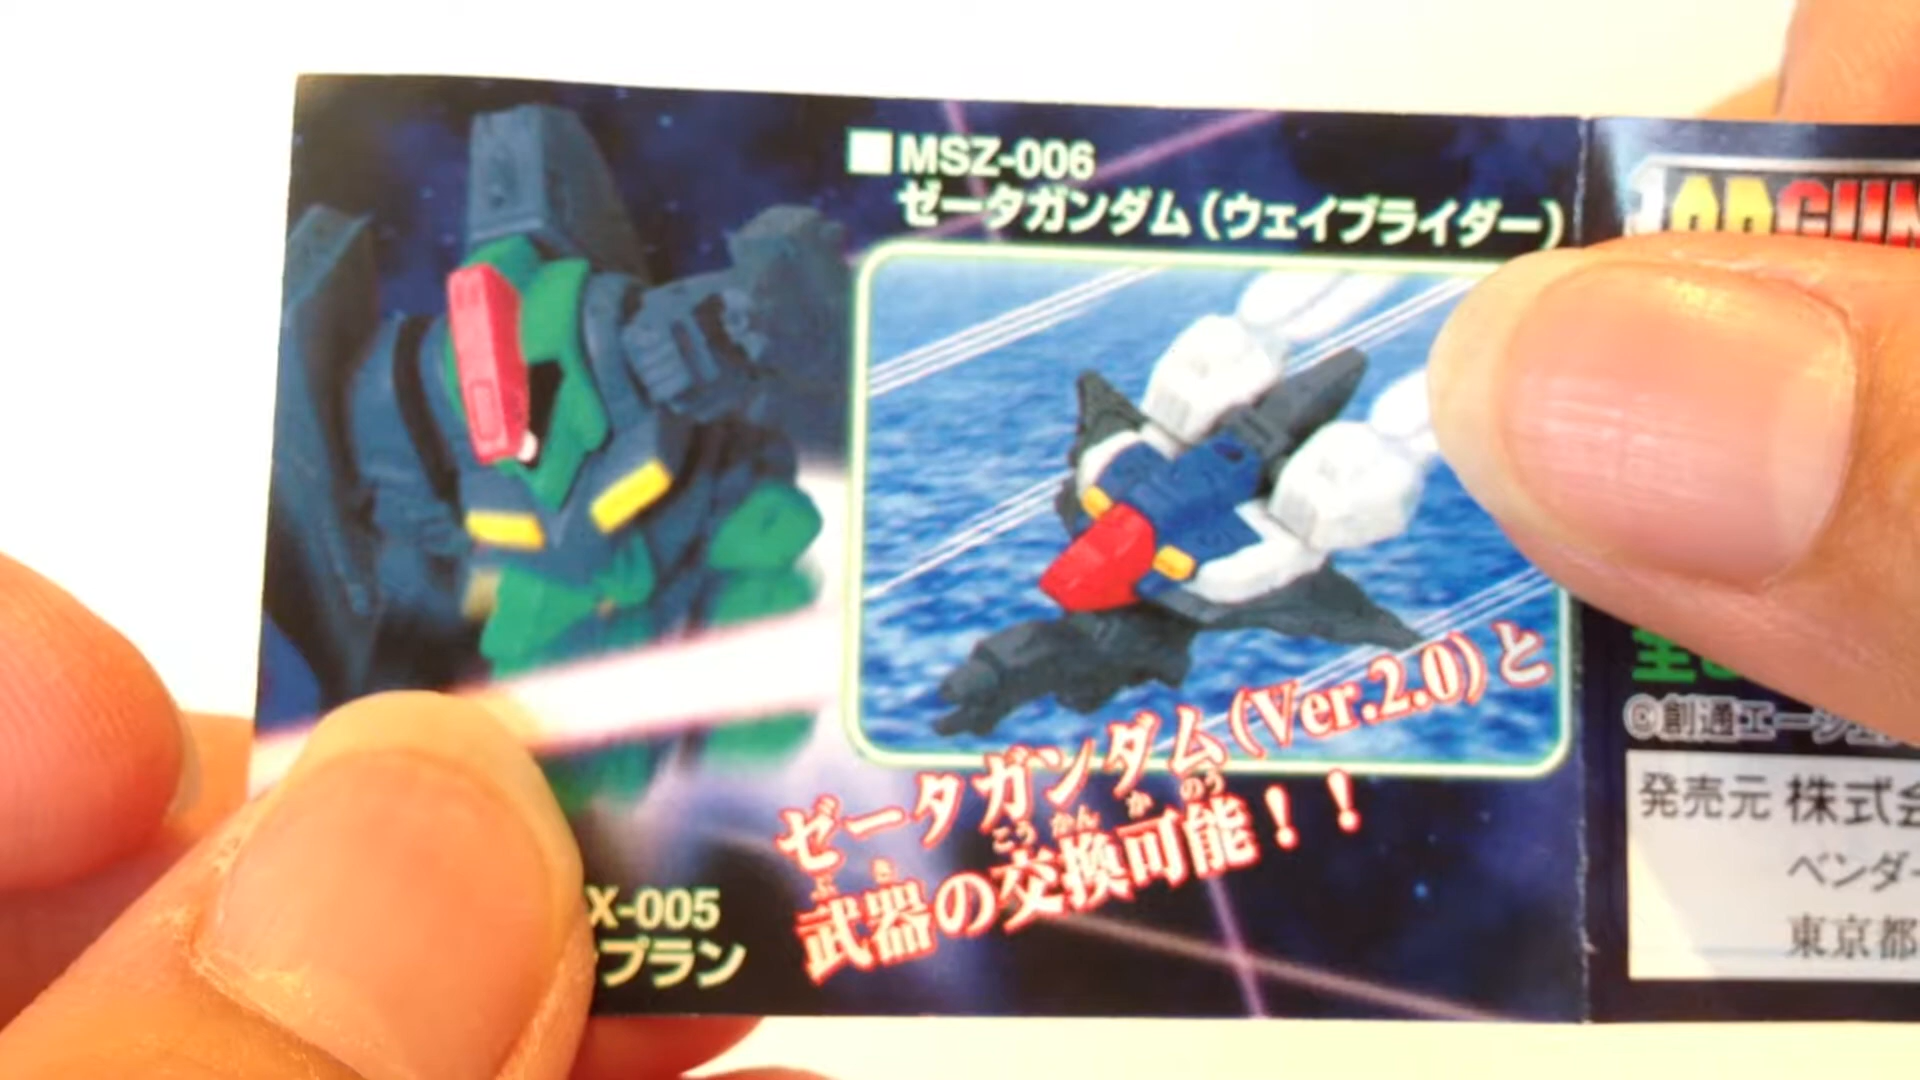 ■MSZ-006
ゼータガンダム（ウェイブライダー）
ゼータガンダム（Ver.2.0）と
こうかんかのう
ぶき
武器の交換可能！！
X-005
プラン
©創通エージェ
発売元 株式会
ベンダー
東京都